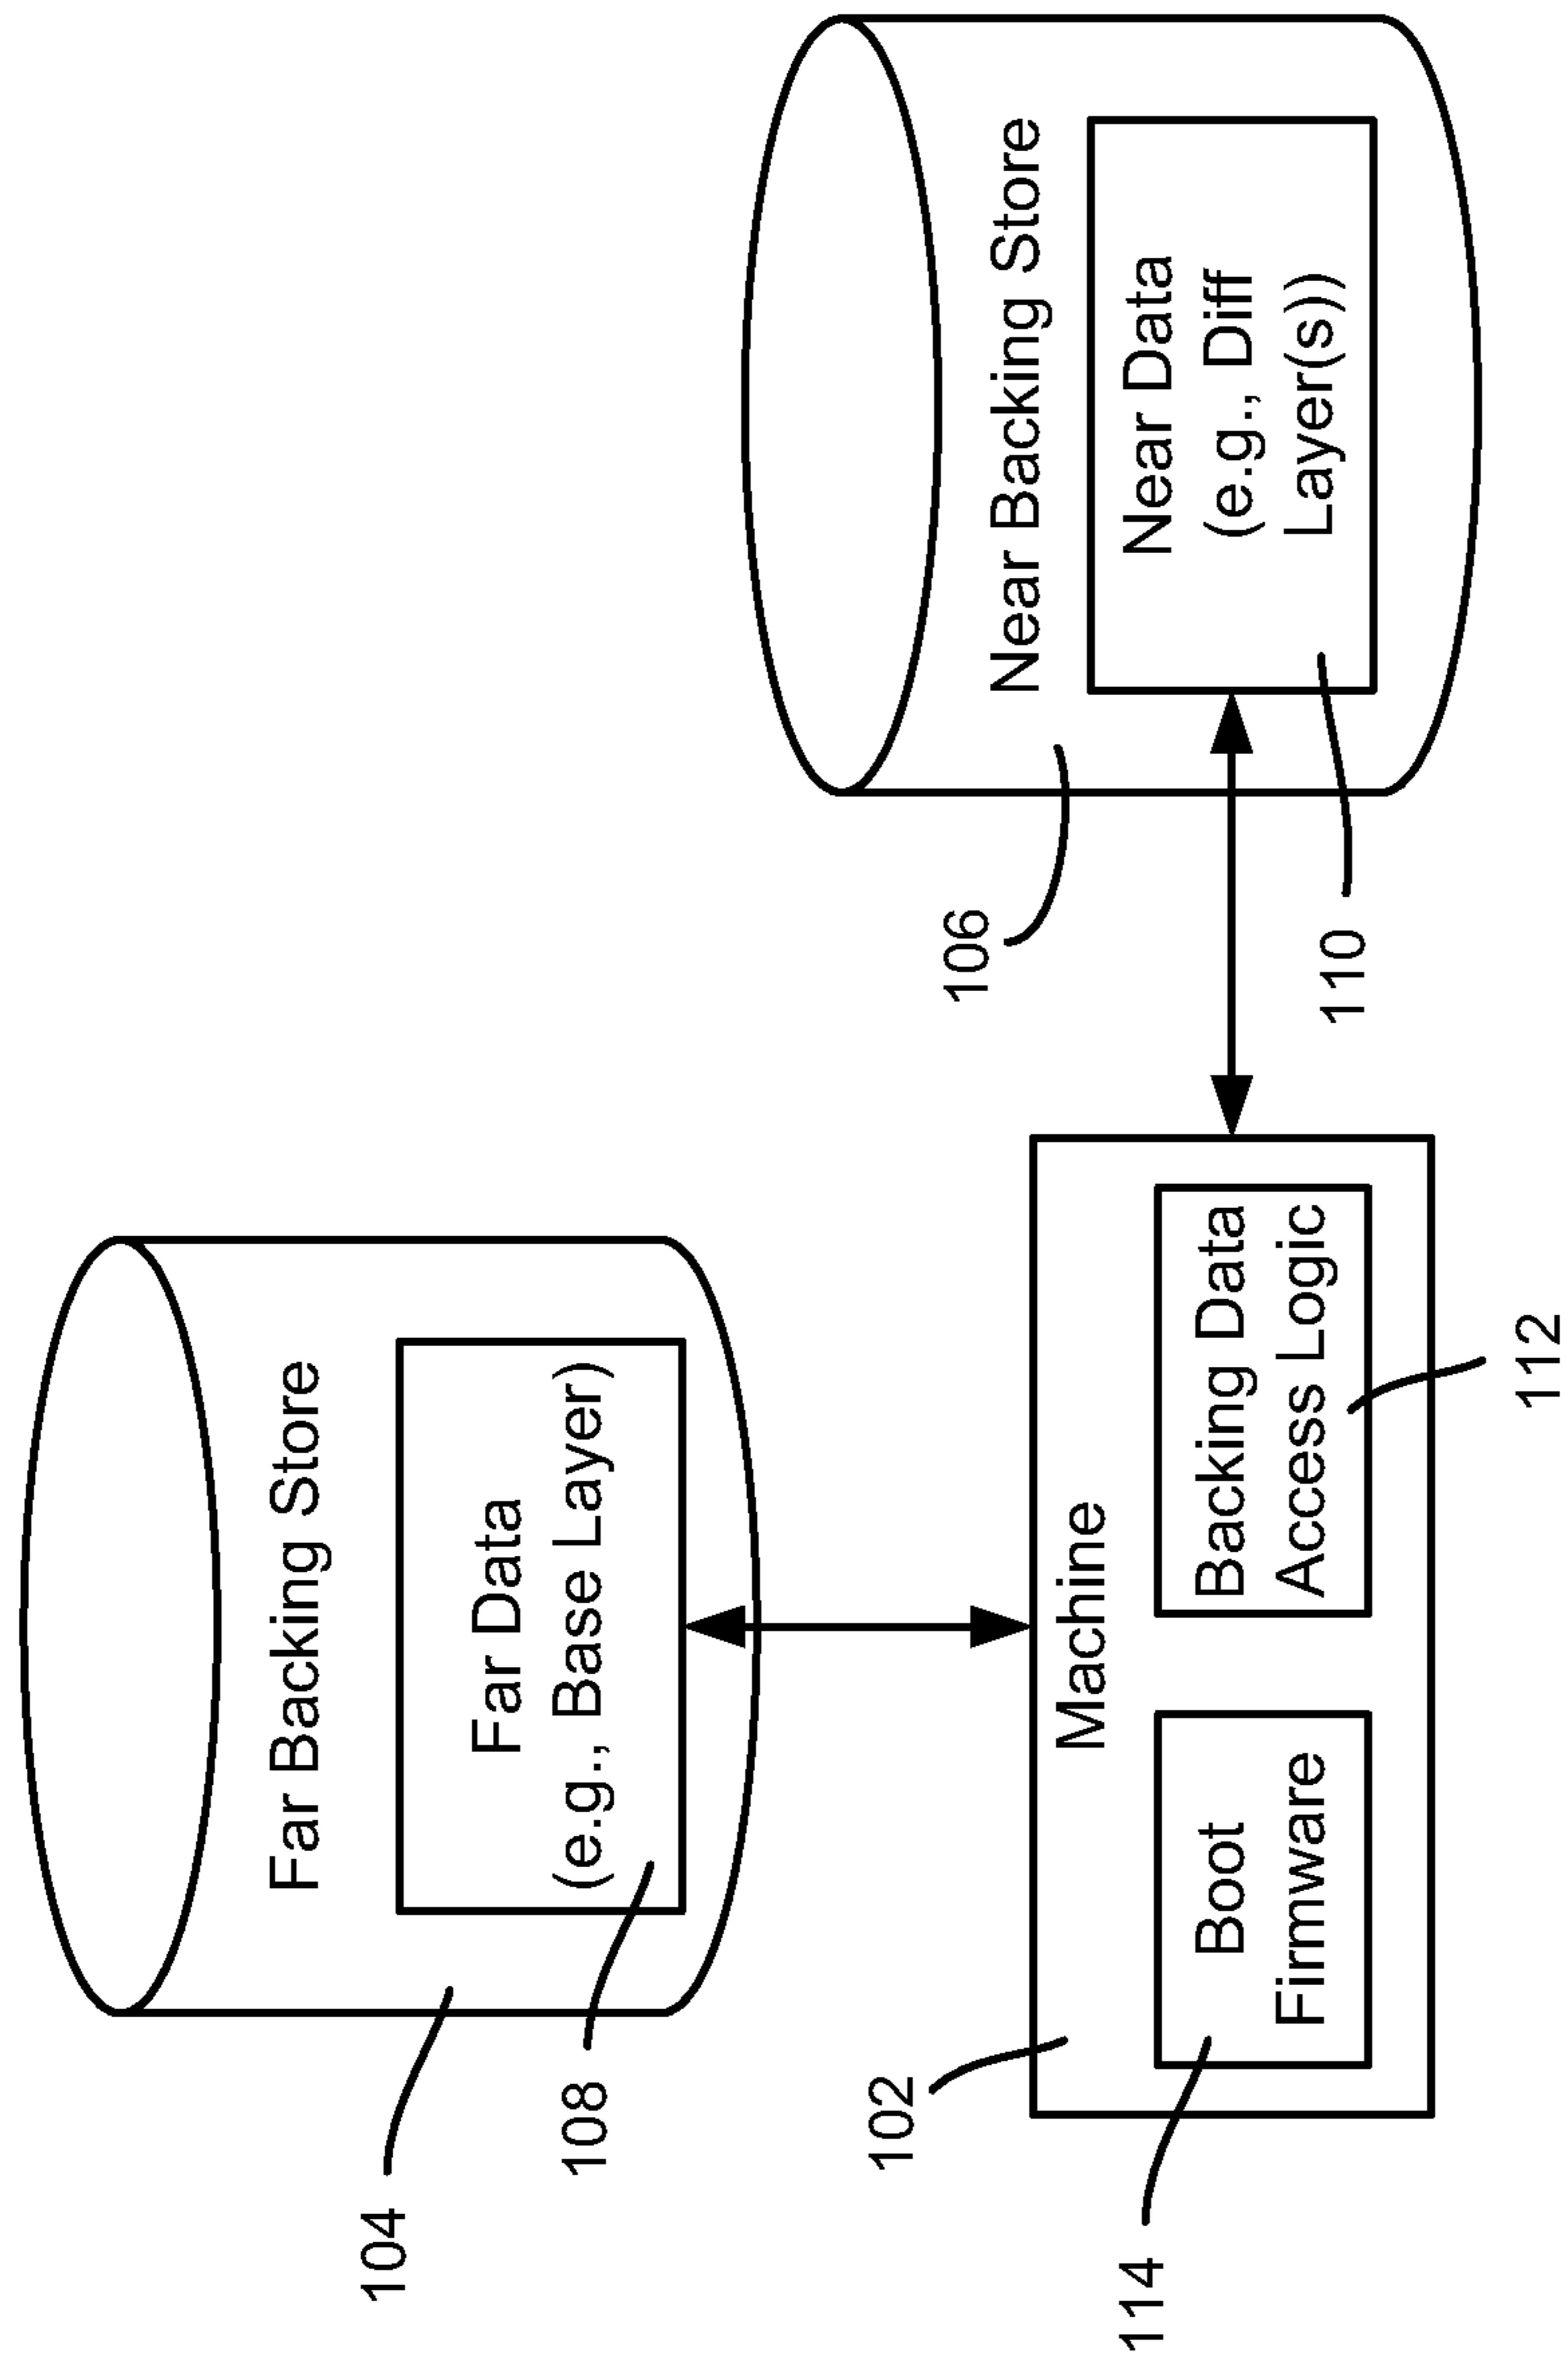 Far Backing Store
Far Data
(e.g., Base Layer)
104
108
102
Machine
Boot
Firmware
Backing Data
Access Logic
114
112
Near Backing Store
Near Data
(e.g., Diff
Layer(s))
106
110